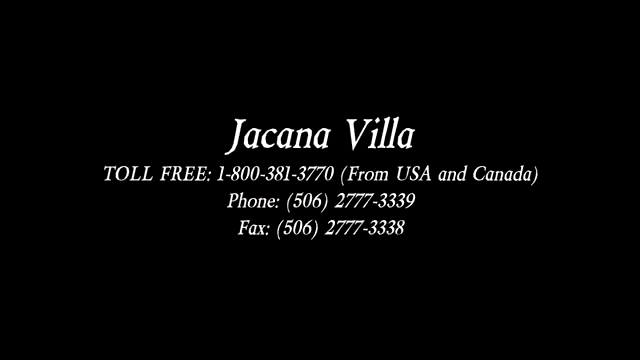 Jacana Villa
TOLL FREE: 1-800-381-3770 (From USA and Canada)
Phone: (506) 2777-3339
Fax: (506) 2777-3338